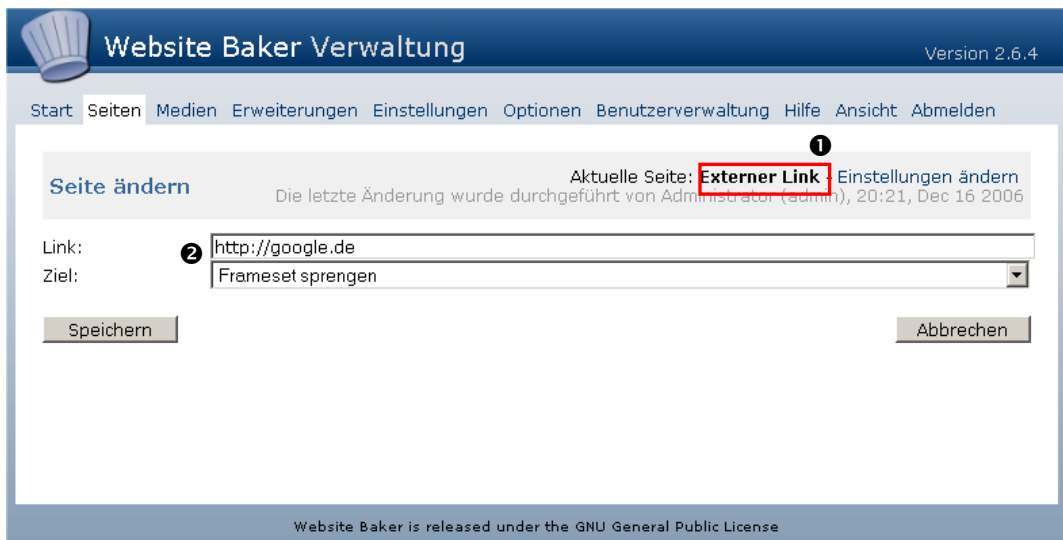 Website Baker Verwaltung
Version 2.6.4
Start Seiten Medien Erweiterungen Einstellungen Optionen Benutzerverwaltung Hilfe Ansicht Abmelden
❶
Seite ändern
Aktuelle Seite: Externer Link - Einstellungen ändern
Die letzte Änderung wurde durchgeführt von Administrator (admin), 20:21, Dec 16 2006
Link: ❷ http://google.de
Ziel: Frameset sprengen
Speichern Abbrechen
Website Baker is released under the GNU General Public License